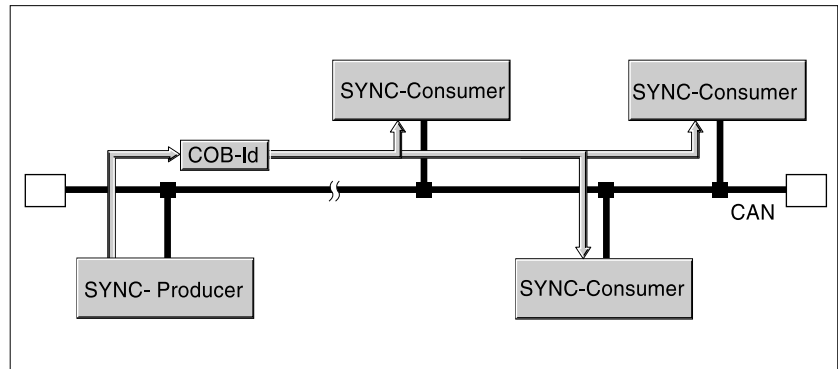 SYNC-Consumer
SYNC-Consumer
COB-Id
CAN
SYNC- Producer
SYNC-Consumer